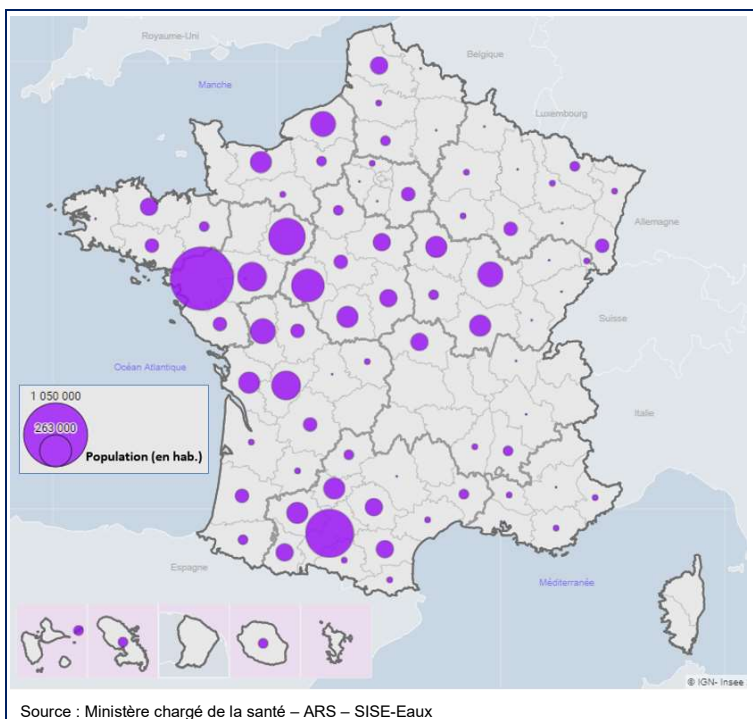 Royaume-Uni
Belgique
Manche
Luxembourg
Allemagne
Suisse
Océan Atlantique
Italie
1 050 000
263 000
Population (en hab.)
Espagne
Méditerranée
© IGN- Insee
Source : Ministère chargé de la santé – ARS – SISE-Eaux